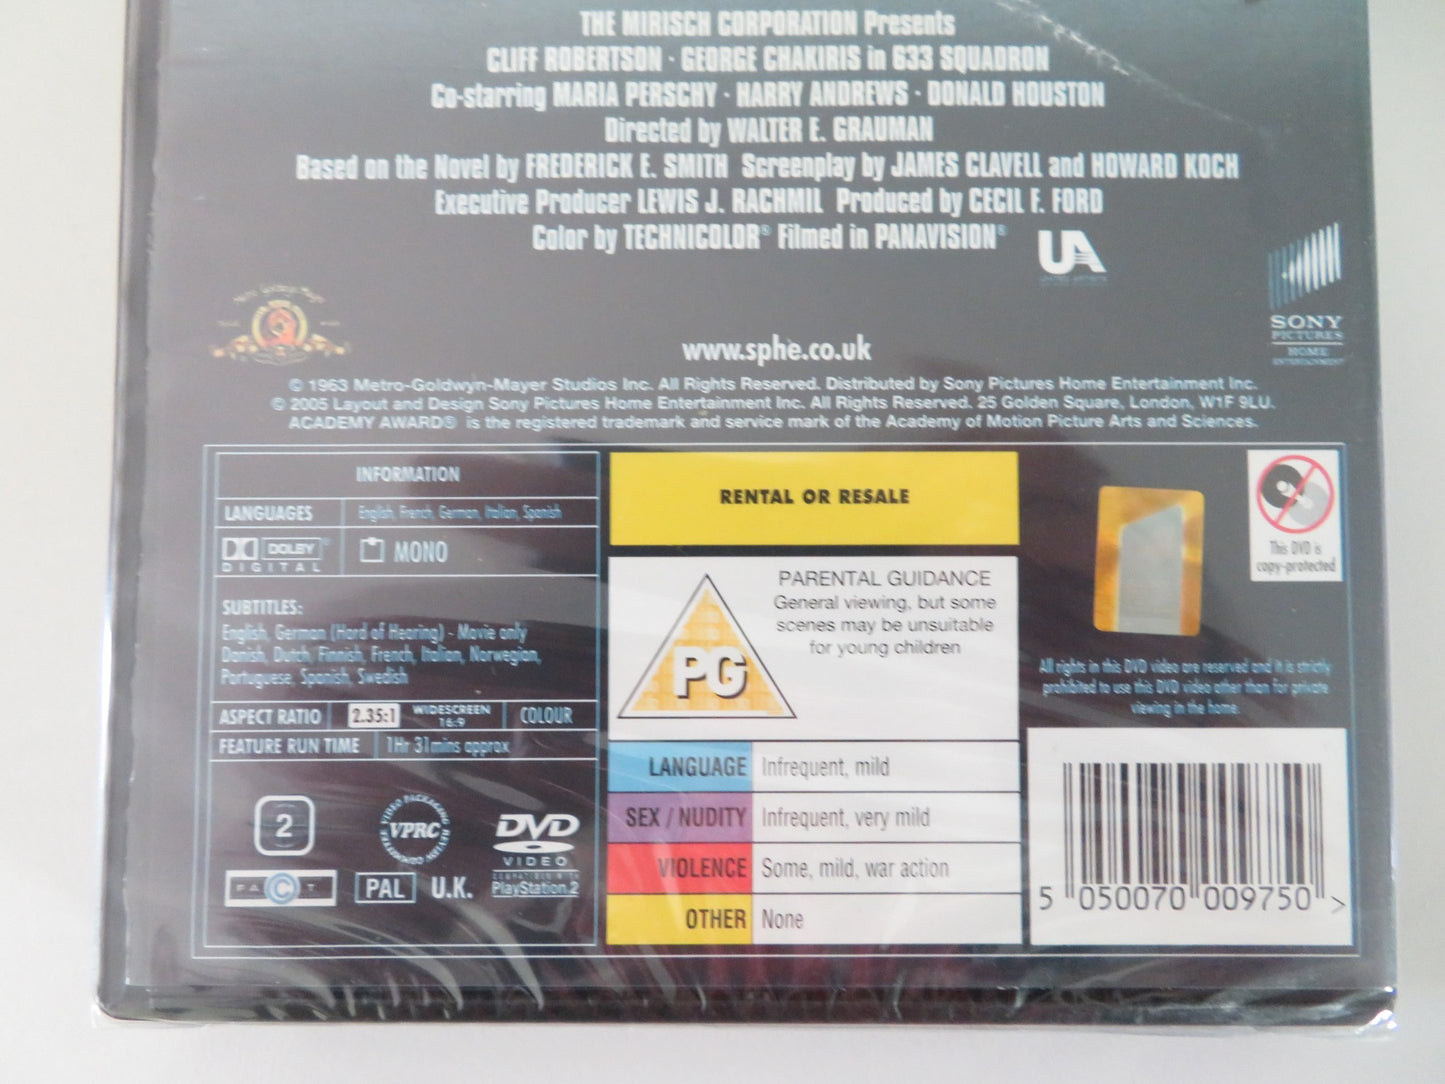 THE MIRISCH CORPORATION Presents
CLIFF ROBERTSON · GEORGE CHAKIRIS in 633 SQUADRON
Co-starring MARIA PERSCHY · HARRY ANDREWS · DONALD HOUSTON
Directed by WALTER E. GRAUMAN
Based on the Novel by FREDERICK E. SMITH Screenplay by JAMES CLAVELL and HOWARD KOCH
Executive Producer LEWIS J. RACHMIL Produced by CECIL F. FORD
Color by TECHNICOLOR® Filmed in PANAVISION®
UA
Metro Goldwyn Mayer
SONY
PICTURES
HOME
ENTERTAINMENT
www.sphe.co.uk
© 1963 Metro-Goldwyn-Mayer Studios Inc. All Rights Reserved. Distributed by Sony Pictures Home Entertainment Inc.
© 2005 Layout and Design Sony Pictures Home Entertainment Inc. All Rights Reserved. 25 Golden Square, London, W1F 9LU.
ACADEMY AWARD® is the registered trademark and service mark of the Academy of Motion Picture Arts and Sciences.
INFORMATION
LANGUAGES English, French, German, Italian, Spanish
DOLBY® DIGITAL MONO
SUBTITLES:
English, German (Hard of Hearing) - Movie only
Danish, Dutch, Finnish, French, Italian, Norwegian,
Portuguese, Spanish, Swedish
ASPECT RATIO 2.35:1 WIDESCREEN 16:9 COLOUR
FEATURE RUN TIME 1Hr 31mins approx
2
VIDEO PACKAGING REVIEW COMMITTEE
VPRC
DVD
VIDEO
FACT
PAL U.K.
COMPATIBLE WITH
PlayStation.2
RENTAL OR RESALE
PG
PARENTAL GUIDANCE
General viewing, but some
scenes may be unsuitable
for young children
LANGUAGE Infrequent, mild
SEX / NUDITY Infrequent, very mild
VIOLENCE Some, mild, war action
OTHER None
This DVD is
copy-protected
All rights in this DVD video are reserved and it is strictly
prohibited to use this DVD video other than for private
viewing in the home.
5 050070 009750 >